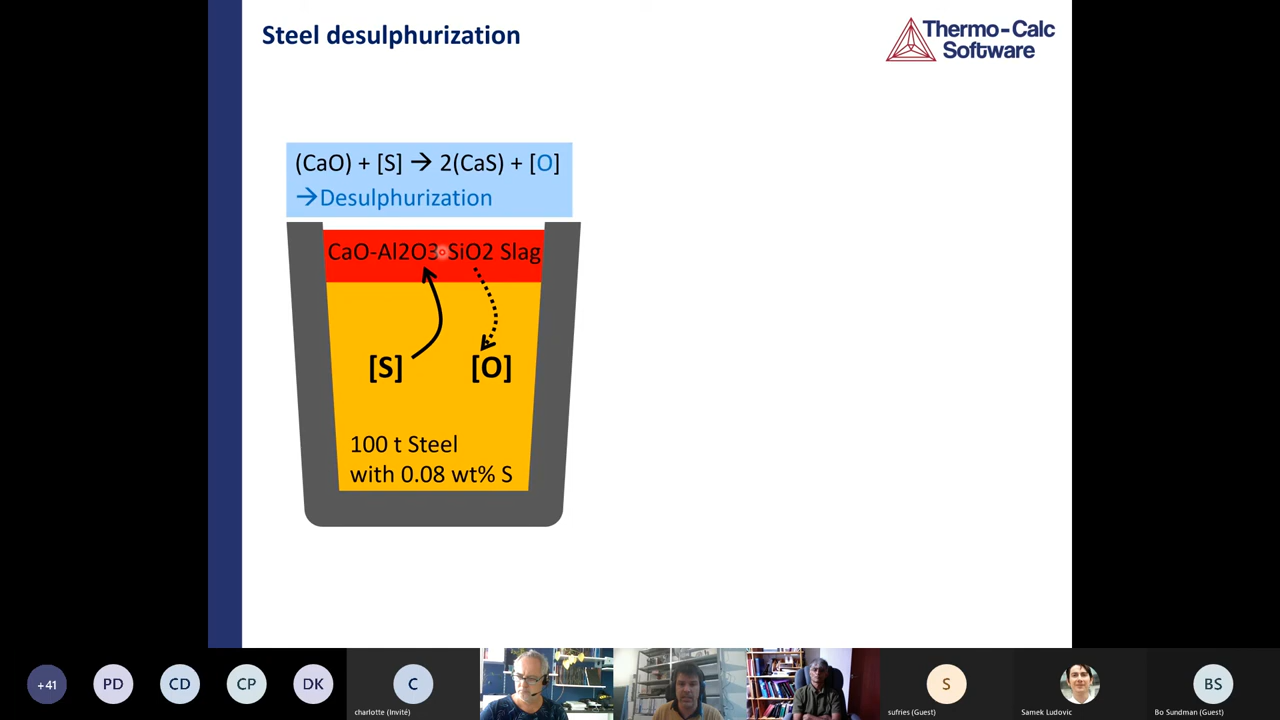 Steel desulphurization
Thermo-Calc
Software
(CaO) + [S] → 2(CaS) + [O]
→Desulphurization
CaO-Al2O3-SiO2 Slag
[S]
[O]
100 t Steel
with 0.08 wt% S
+41
PD
CD
CP
DK
C
S
BS
charlotte (Invité)
sufries (Guest)
Samek Ludovic
Bo Sundman (Guest)